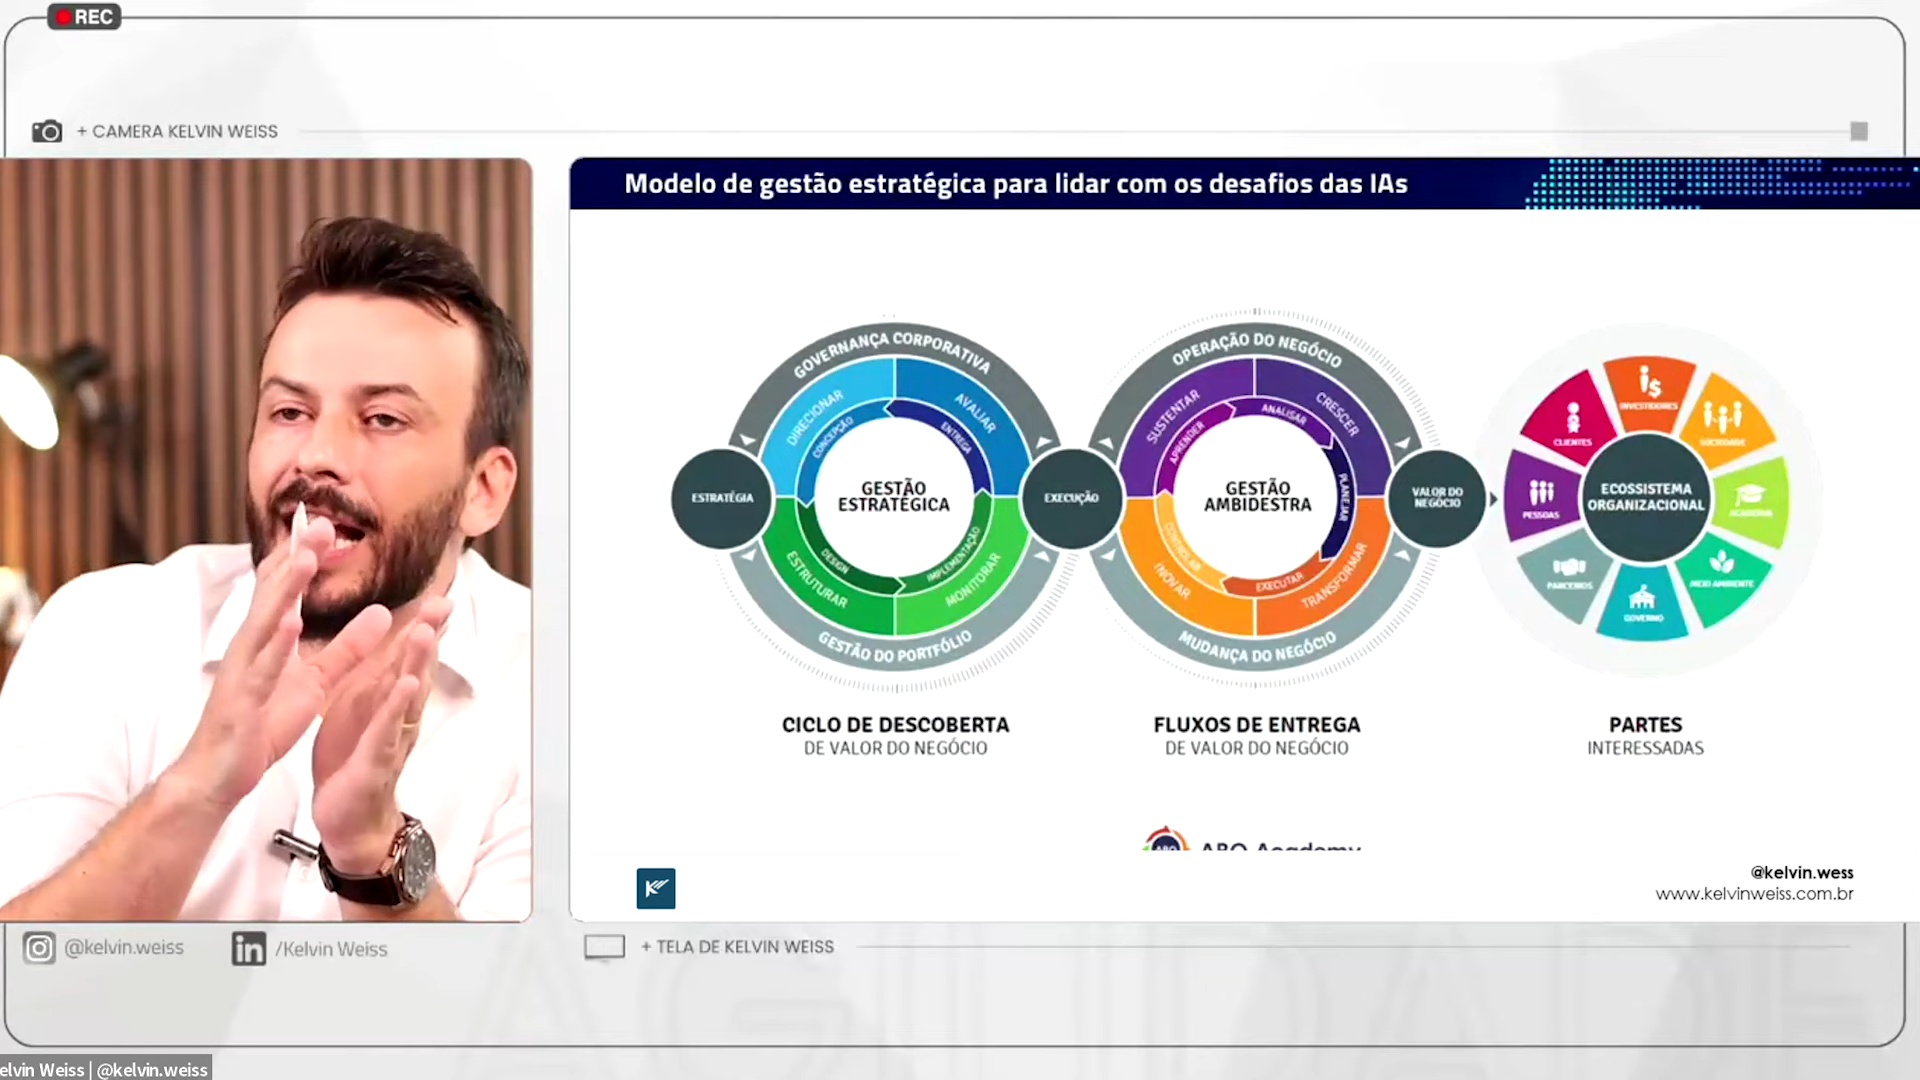 REC
+ CAMERA KELVIN WEISS
Modelo de gestão estratégica para lidar com os desafios das IAs
GOVERNANÇA CORPORATIVA
DIRECIONAR
AVALIAR
CONCEPÇÃO
ENTREGA
ESTRATÉGIA
GESTÃO
ESTRATÉGICA
DESIGN
IMPLEMENTAÇÃO
ESTRUTURAR
MONITORAR
GESTÃO DO PORTFÓLIO
EXECUÇÃO
OPERAÇÃO DO NEGÓCIO
SUSTENTAR
CRESCER
APRENDER
ANALISAR
PLANEJAR
GESTÃO
AMBIDESTRA
CONTROLAR
EXECUTAR
INOVAR
TRANSFORMAR
MUDANÇA DO NEGÓCIO
VALOR DO
NEGÓCIO
INVESTIDORES
CLIENTES
SOCIEDADE
PESSOAS
ECOSSISTEMA
ORGANIZACIONAL
ACADEMIA
PARCEIROS
MEIO AMBIENTE
GOVERNO
CICLO DE DESCOBERTA
DE VALOR DO NEGÓCIO
FLUXOS DE ENTREGA
DE VALOR DO NEGÓCIO
PARTES
INTERESSADAS
ABO Academy
@kelvin.wess
www.kelvinweiss.com.br
@kelvin.weiss
/Kelvin Weiss
+ TELA DE KELVIN WEISS
AGILIDADE
elvin Weiss | @kelvin.weiss